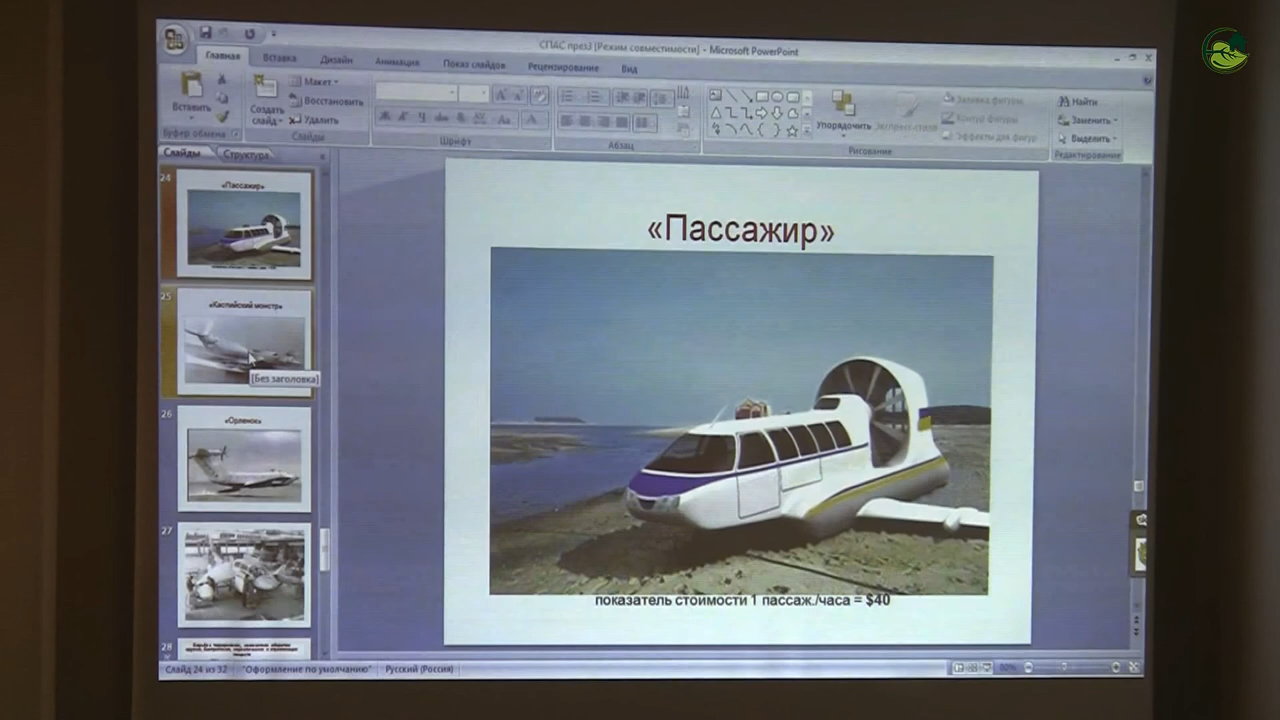 СПАС през3 [Режим совместимости] - Microsoft PowerPoint
Главная Вставка Дизайн Анимация Показ слайдов Рецензирование Вид
Вставить
Буфер обмена
Создать слайд
Макет
Восстановить
Удалить
Слайды
Шрифт
Абзац
Упорядочить
Экспресс-стили
Заливка фигуры
Контур фигуры
Эффекты для фигур
Рисование
Найти
Заменить
Выделить
Редактирование
Слайды Структура
24
«Пассажир»
25
«Каспийский монстр»
[Без заголовка]
26
«Орленок»
27
28
«Пассажир»
показатель стоимости 1 пассаж./часа = $40
Слайд 24 из 32 "Оформление по умолчанию" Русский (Россия)